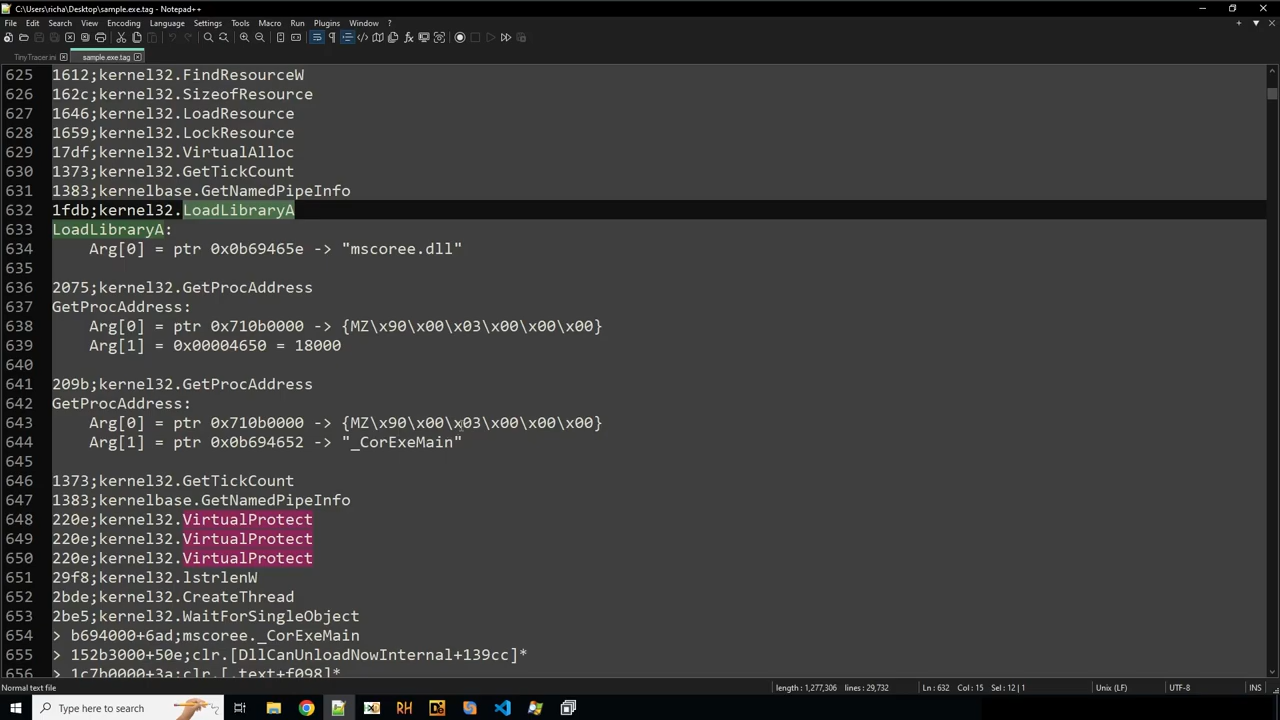 C:\Users\richa\Desktop\sample.exe.tag - Notepad++
File Edit Search View Encoding Language Settings Tools Macro Run Plugins Window ?
TinyTracer.ini sample.exe.tag
625 1612;kernel32.FindResourceW
626 162c;kernel32.SizeofResource
627 1646;kernel32.LoadResource
628 1659;kernel32.LockResource
629 17df;kernel32.VirtualAlloc
630 1373;kernel32.GetTickCount
631 1383;kernelbase.GetNamedPipeInfo
632 1fdb;kernel32.LoadLibraryA
633 LoadLibraryA:
634 Arg[0] = ptr 0x0b69465e -> "mscoree.dll"
635
636 2075;kernel32.GetProcAddress
637 GetProcAddress:
638 Arg[0] = ptr 0x710b0000 -> {MZ\x90\x00\x03\x00\x00\x00}
639 Arg[1] = 0x00004650 = 18000
640
641 209b;kernel32.GetProcAddress
642 GetProcAddress:
643 Arg[0] = ptr 0x710b0000 -> {MZ\x90\x00\x03\x00\x00\x00}
644 Arg[1] = ptr 0x0b694652 -> "_CorExeMain"
645
646 1373;kernel32.GetTickCount
647 1383;kernelbase.GetNamedPipeInfo
648 220e;kernel32.VirtualProtect
649 220e;kernel32.VirtualProtect
650 220e;kernel32.VirtualProtect
651 29f8;kernel32.lstrlenW
652 2bde;kernel32.CreateThread
653 2be5;kernel32.WaitForSingleObject
654 > b694000+6ad;mscoree._CorExeMain
655 > 152b3000+50e;clr.[DllCanUnloadNowInternal+139cc]*
656 > 1c7b0000+3a;clr.[.text+f098]*
Normal text file length : 1,277,306 lines : 29,732 Ln : 632 Col : 15 Sel : 12 | 1 Unix (LF) UTF-8 INS
Type here to search RH